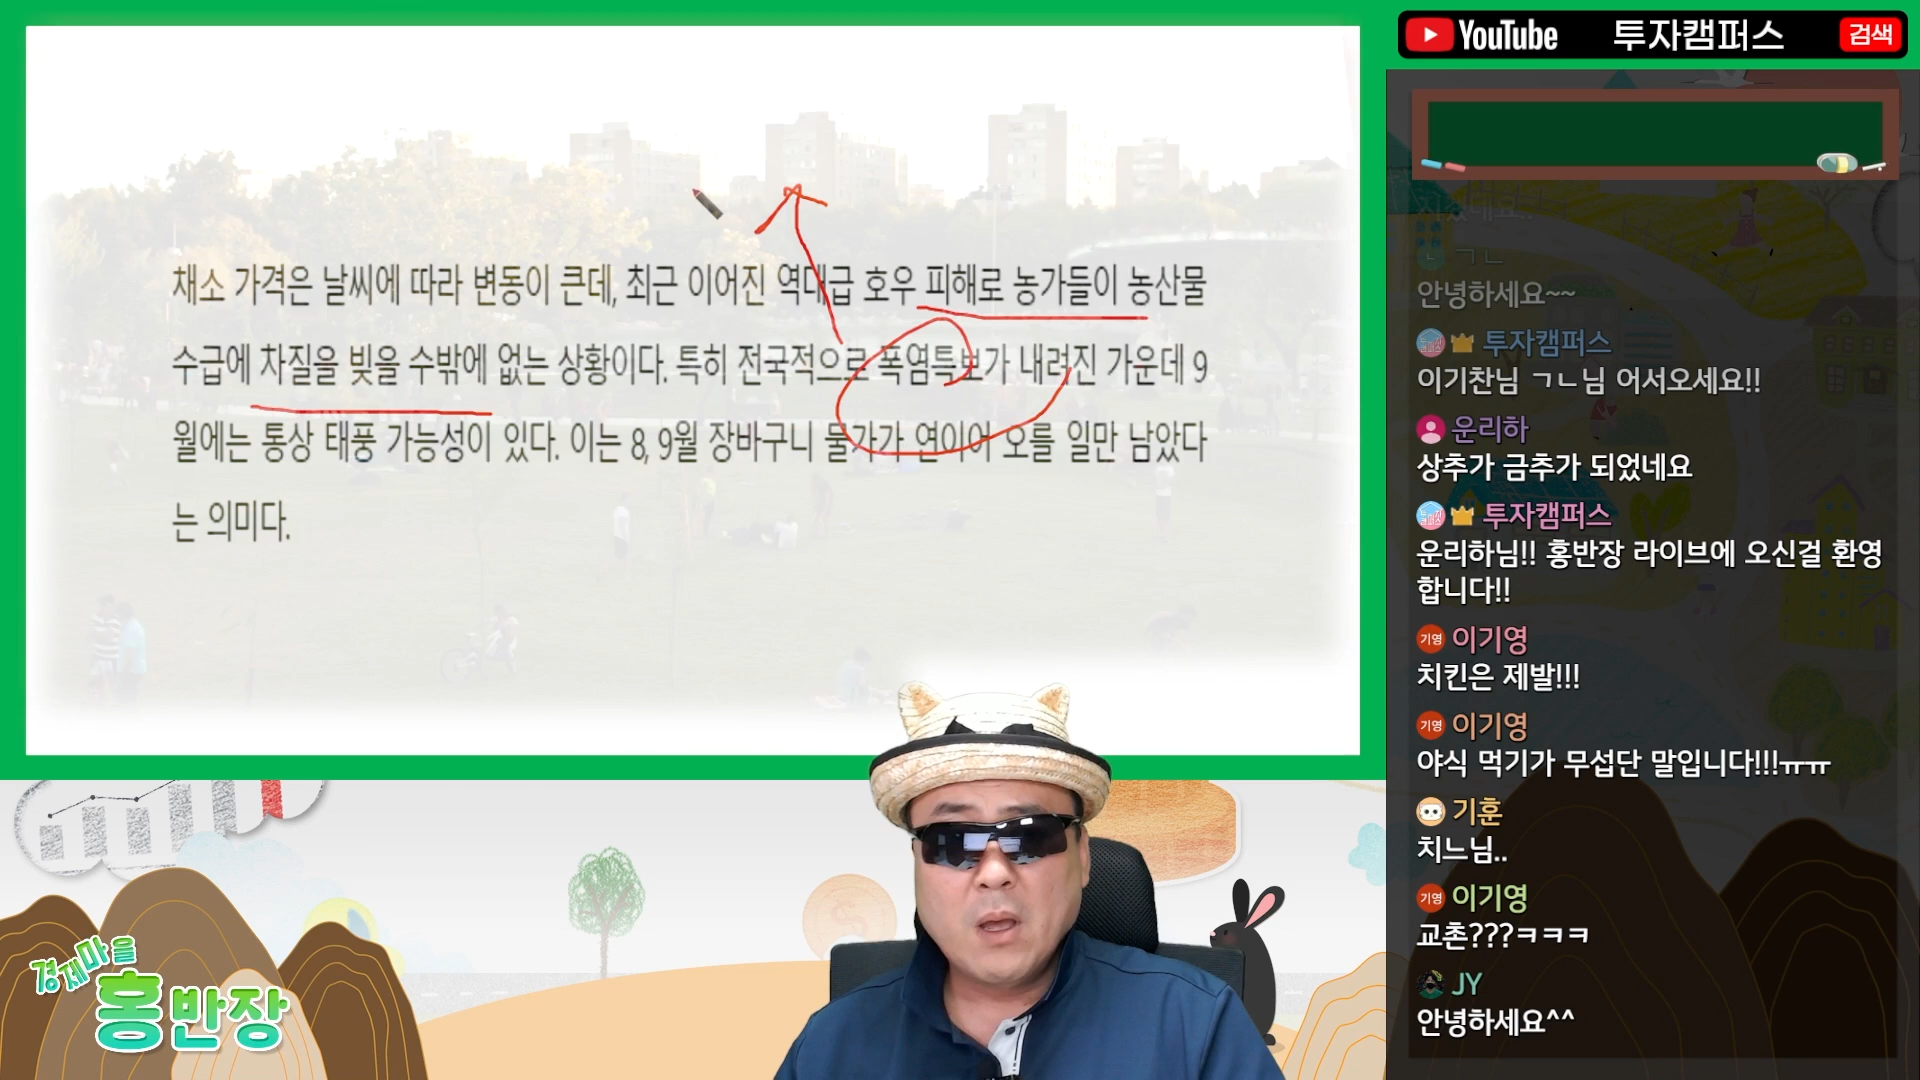 YouTube 투자캠퍼스 검색
채소 가격은 날씨에 따라 변동이 큰데, 최근 이어진 역대급 호우 피해로 농가들이 농산물
수급에 차질을 빚을 수밖에 없는 상황이다. 특히 전국적으로 폭염특보가 내려진 가운데 9
월에는 통상 태풍 가능성이 있다. 이는 8, 9월 장바구니 물가가 연이어 오를 일만 남았다
는 의미다.
ㄱㄴ
안녕하세요~~
투자캠퍼스
이기찬님 ㄱㄴ님 어서오세요!!
운리하
상추가 금추가 되었네요
투자캠퍼스
운리하님!! 홍반장 라이브에 오신걸 환영
합니다!!
기영 이기영
치킨은 제발!!!
기영 이기영
야식 먹기가 무섭단 말입니다!!!ㅠㅠ
기훈
치느님..
기영 이기영
교촌???ㅋㅋㅋ
JY
안녕하세요^^
경제마을
홍반장